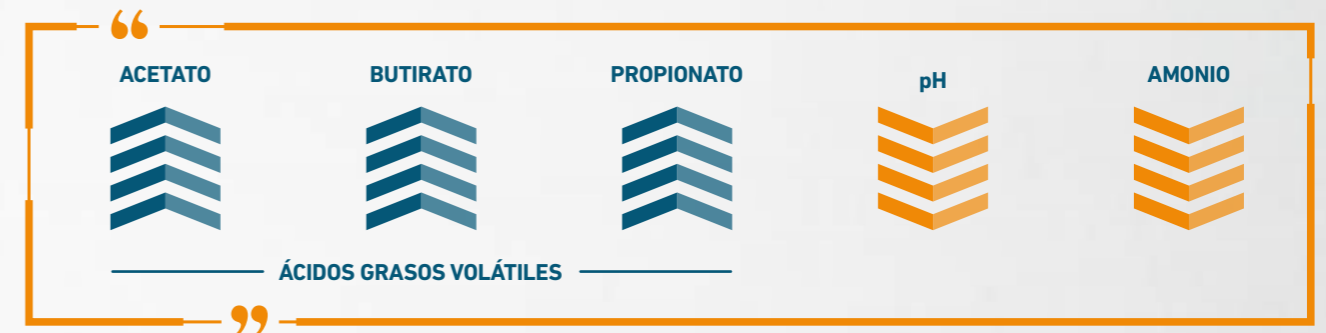 “
ACETATO
BUTIRATO
PROPIONATO
pH
AMONIO
ÁCIDOS GRASOS VOLÁTILES
”